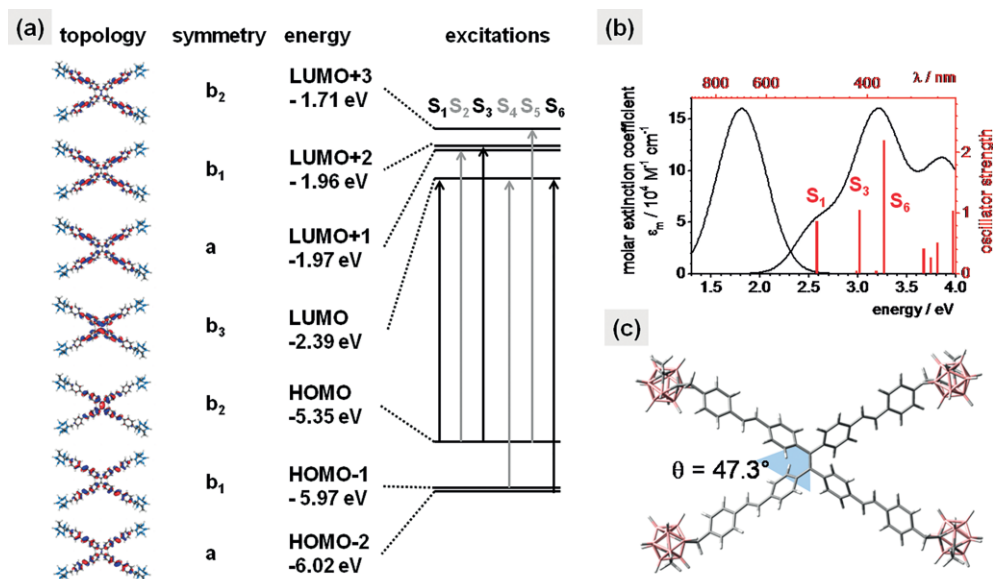 (a)
topology symmetry energy excitations
b₂ LUMO+3
- 1.71 eV
S₁ S₂ S₃ S₄ S₅ S₆
b₁ LUMO+2
- 1.96 eV
a LUMO+1
-1.97 eV
b₃ LUMO
-2.39 eV
b₂ HOMO
-5.35 eV
b₁ HOMO-1
- 5.97 eV
a HOMO-2
-6.02 eV
(b)
800 600 400 λ / nm
molar extinction coefficient
εₘ / 10⁴ M⁻¹ cm⁻¹
15
10
5
0
S₁ S₃ S₆
2
1
0
oscillator strength
1.5 2.0 2.5 3.0 3.5 4.0
energy / eV
(c)
θ = 47.3°